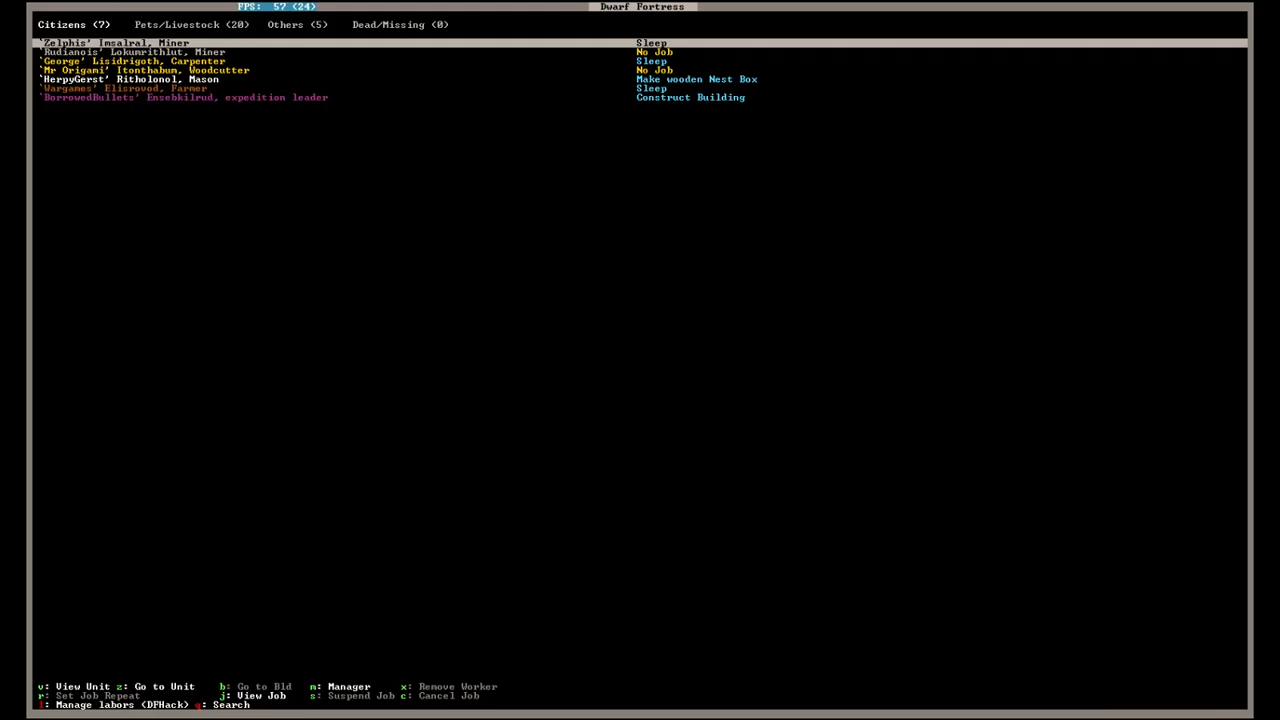 FPS: 57 (24) Dwarf Fortress
Citizens (7) Pets/Livestock (20) Others (5) Dead/Missing (0)
`Zelphis' Imsalral, Miner Sleep
`Rudianois' Lokumrithlut, Miner No Job
`George' Lisidrigoth, Carpenter Sleep
`Mr Origami' Itonthabum, Woodcutter No Job
`HerpyGerst' Ritholonol, Mason Make wooden Nest Box
`Wargames' Elisrovod, Farmer Sleep
`BorrowedBullets' Ensebkilrud, expedition leader Construct Building
v: View Unit z: Go to Unit b: Go to Bld m: Manager x: Remove Worker
r: Set Job Repeat j: View Job s: Suspend Job c: Cancel Job
l: Manage labors (DFHack) q: Search